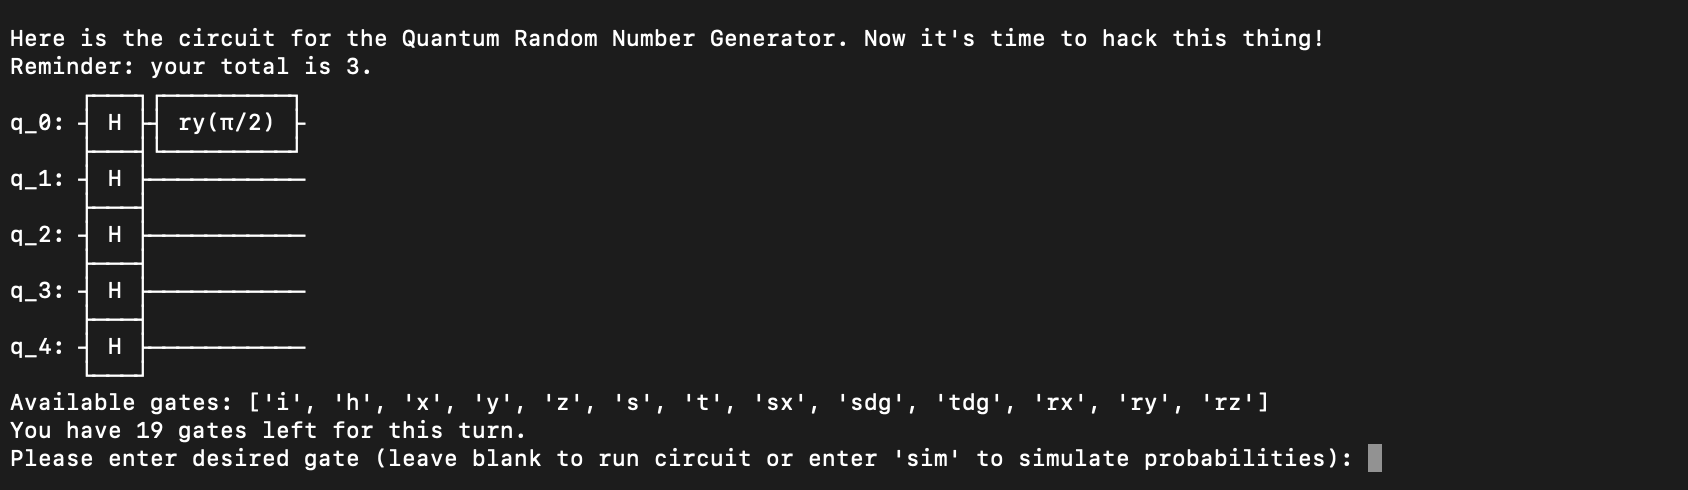 Here is the circuit for the Quantum Random Number Generator. Now it's time to hack this thing!
Reminder: your total is 3.
q_0: H ry(π/2)
q_1: H
q_2: H
q_3: H
q_4: H
Available gates: ['i', 'h', 'x', 'y', 'z', 's', 't', 'sx', 'sdg', 'tdg', 'rx', 'ry', 'rz']
You have 19 gates left for this turn.
Please enter desired gate (leave blank to run circuit or enter 'sim' to simulate probabilities):